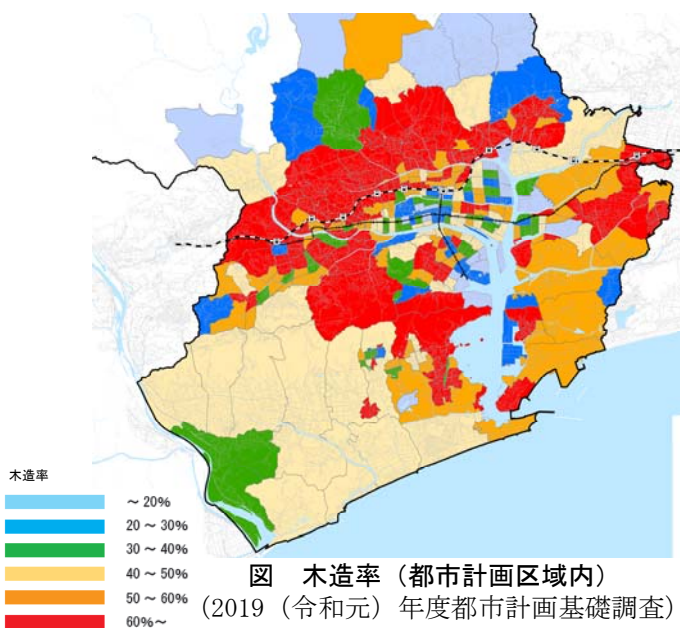 木造率
～ 20%
20 ～ 30%
30 ～ 40%
40 ～ 50%
50 ～ 60%
60%～
図　木造率（都市計画区域内）
（2019（令和元）年度都市計画基礎調査）